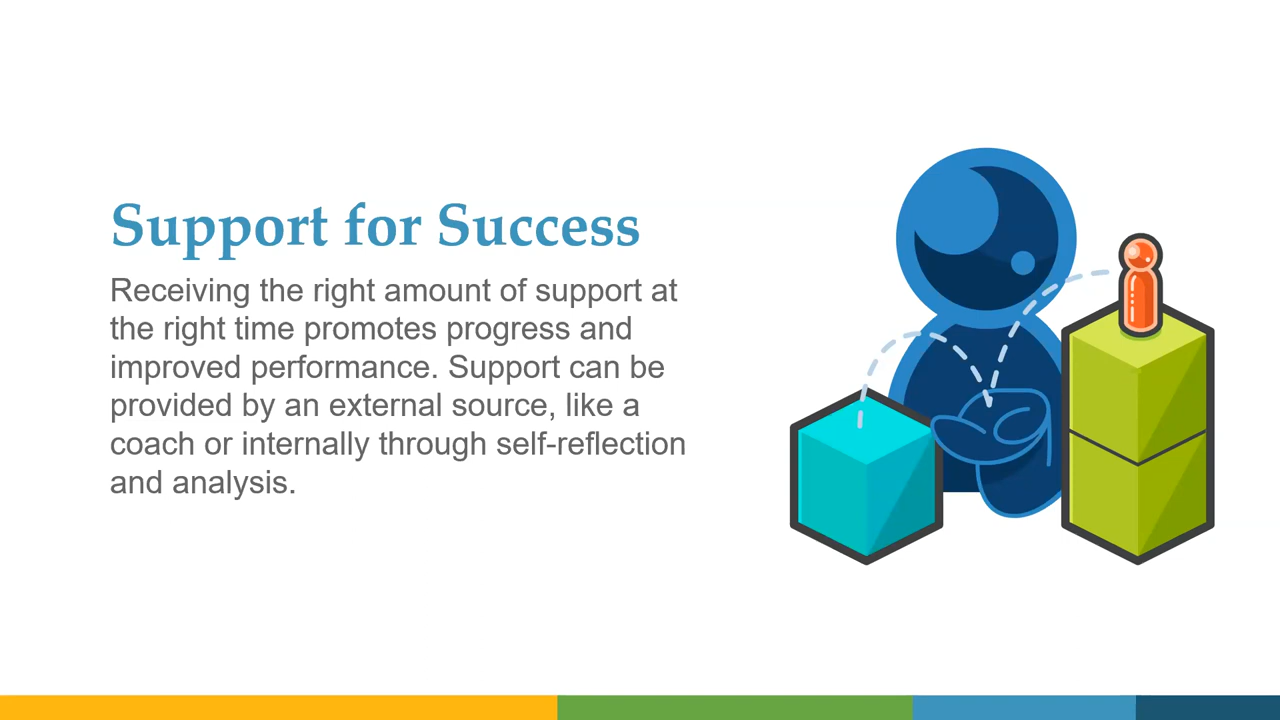 Support for Success
Receiving the right amount of support at
the right time promotes progress and
improved performance. Support can be
provided by an external source, like a
coach or internally through self-reflection
and analysis.